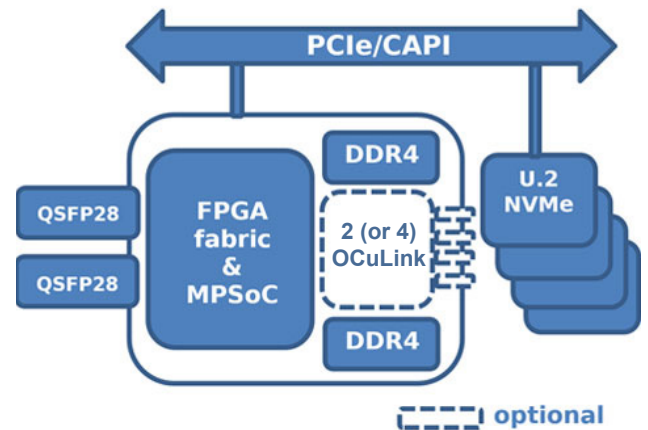 PCIe/CAPI
DDR4
U.2
NVMe
QSFP28
FPGA
fabric
&
MPSoC
2 (or 4)
OCuLink
QSFP28
DDR4
optional